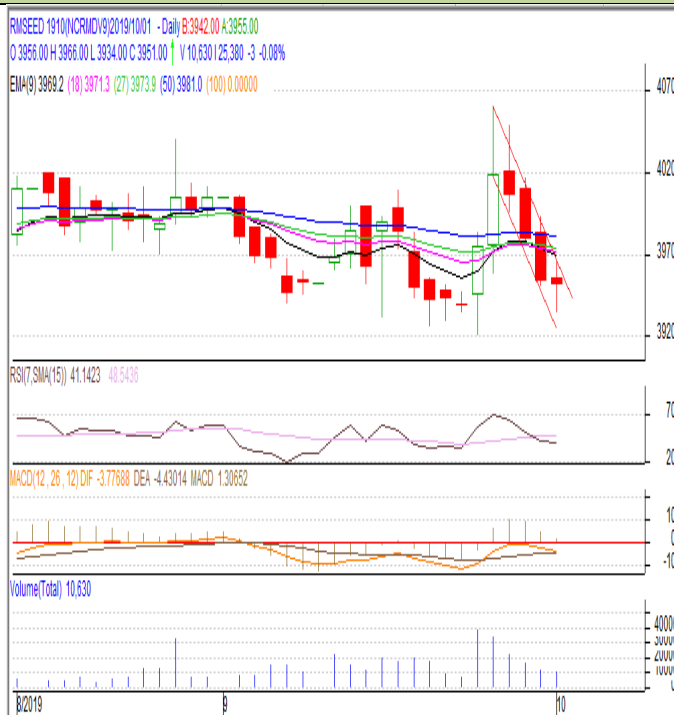 RMSEED 1910(NCRMDV9)2019/10/01 - Daily B:3942.00 A:3955.00
O 3956.00 H 3966.00 L 3934.00 C 3951.00 V 10,630 I 25,380 -3 -0.08%
EMA(9) 3969.2 (18) 3971.3 (27) 3973.9 (50) 3981.0 (100) 0.00000
4070
4020
3970
3920
RSI(7,SMA(15)) 41.1423 48.5436
70
20
MACD(12 , 26 , 12) DIF -3.77688 DEA -4.43014 MACD 1.30652
10
0
-10
Volume(Total) 10,630
40000
30000
20000
10000
0
8/2019 9 10